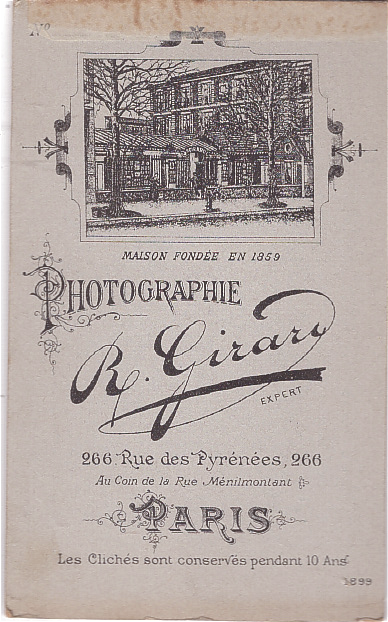 No
MAISON FONDÉE EN 1859
PHOTOGRAPHIE
R. Girard
EXPERT
266 Rue des Pyrénées, 266
Au Coin de la Rue Ménilmontant
PARIS
Les Clichés sont conservés pendant 10 Ans
1899